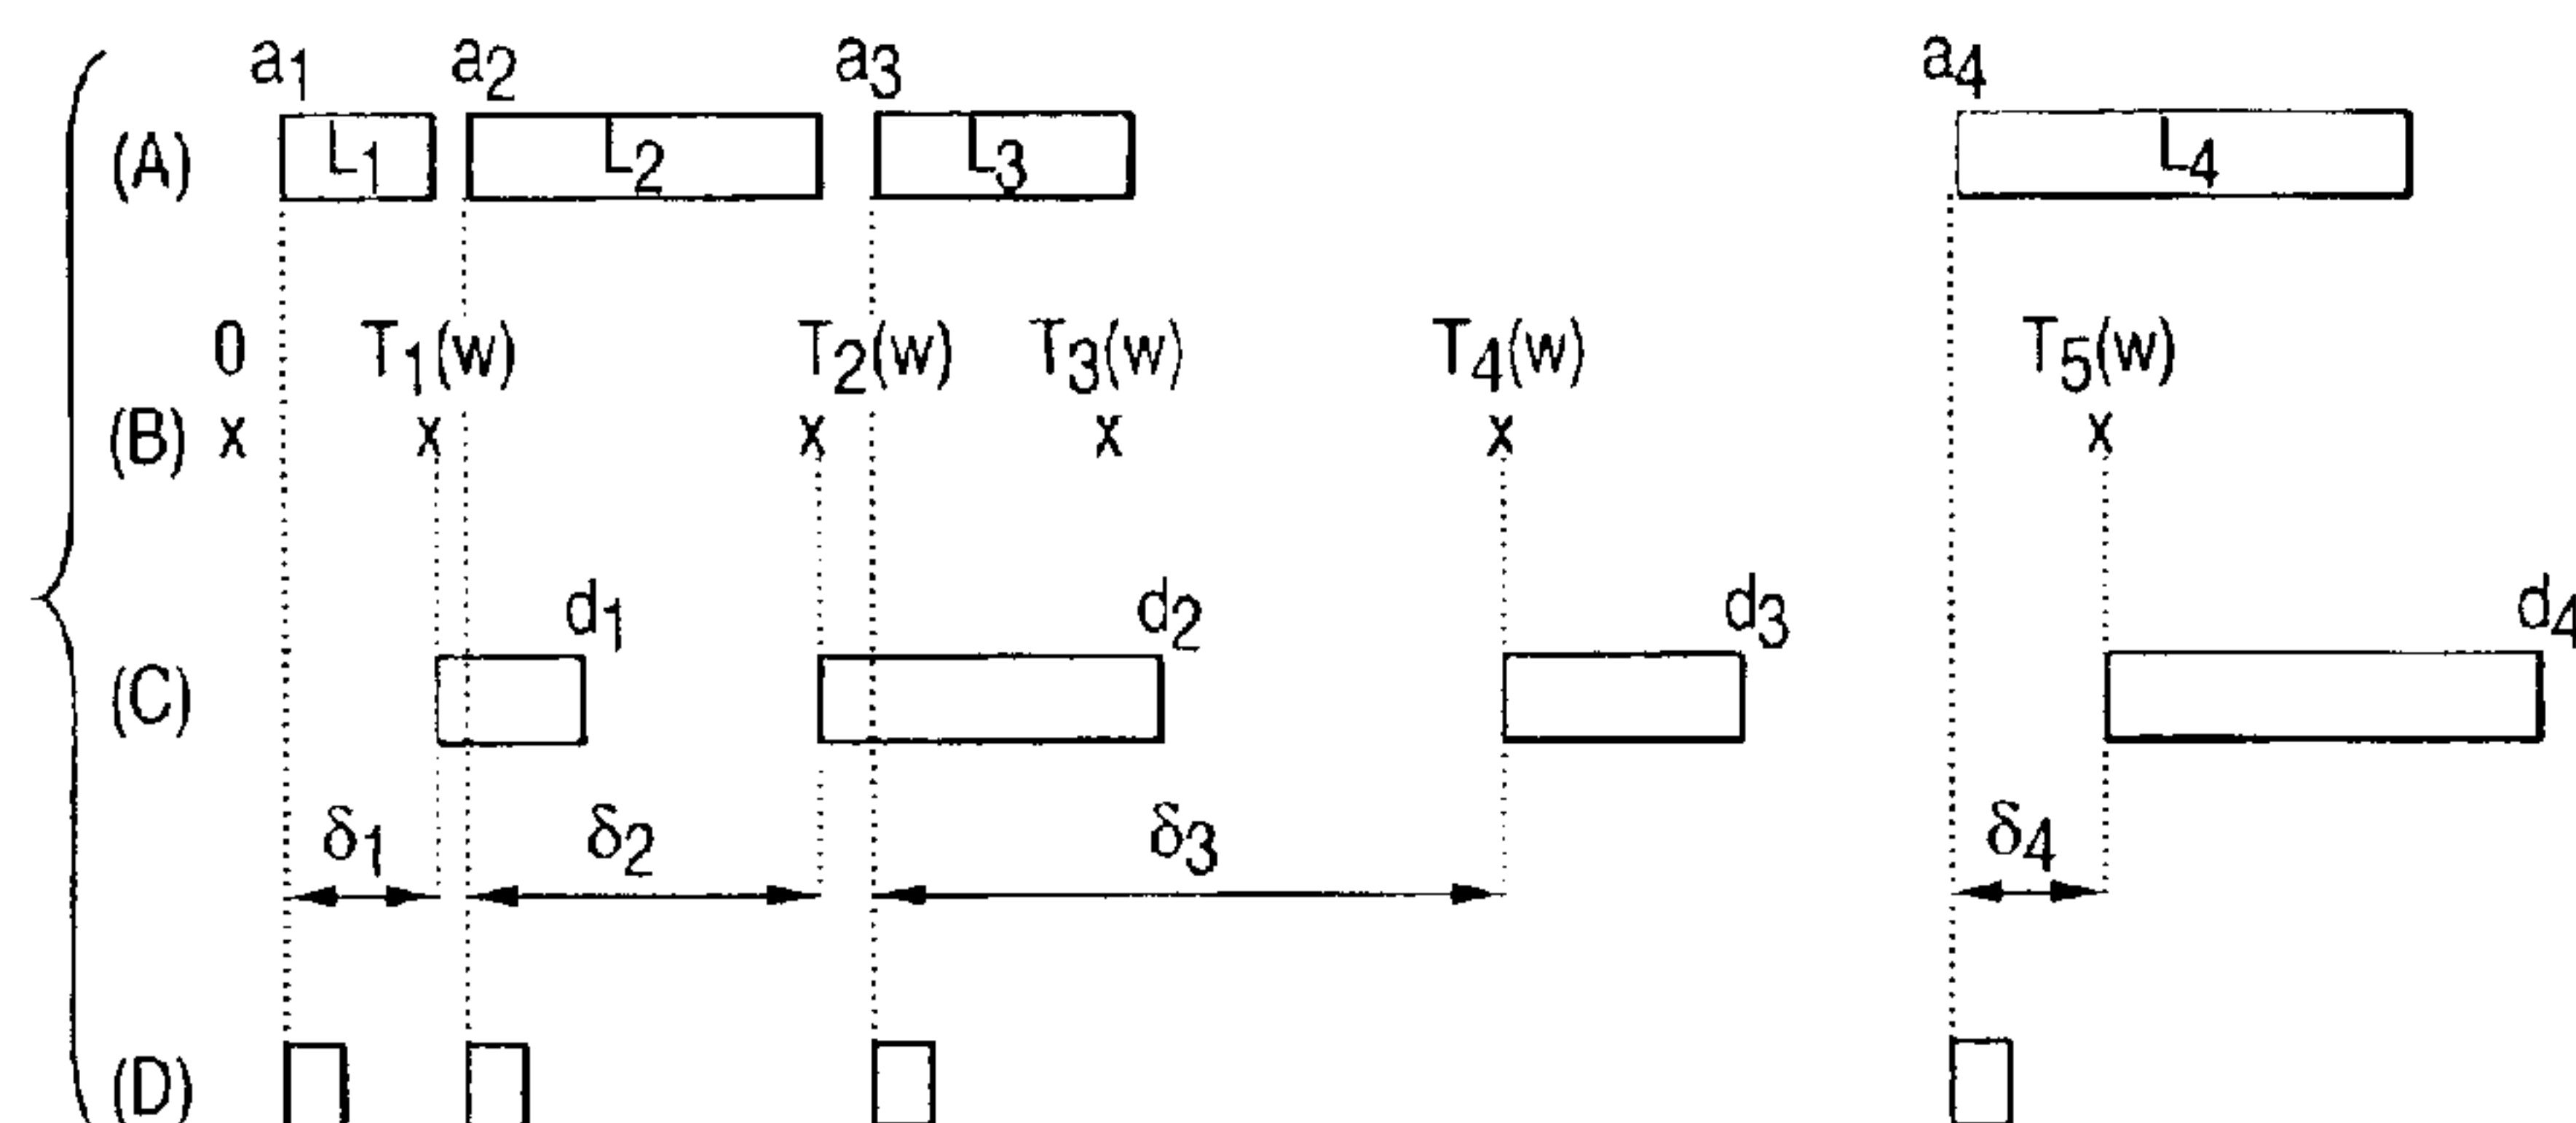 a1 a2 a3 a4
(A) L1 L2 L3 L4
0 T1(w) T2(w) T3(w) T4(w) T5(w)
(B) x x x x x x
d1 d2 d3 d4
(C)
δ1 δ2 δ3 δ4
(D)